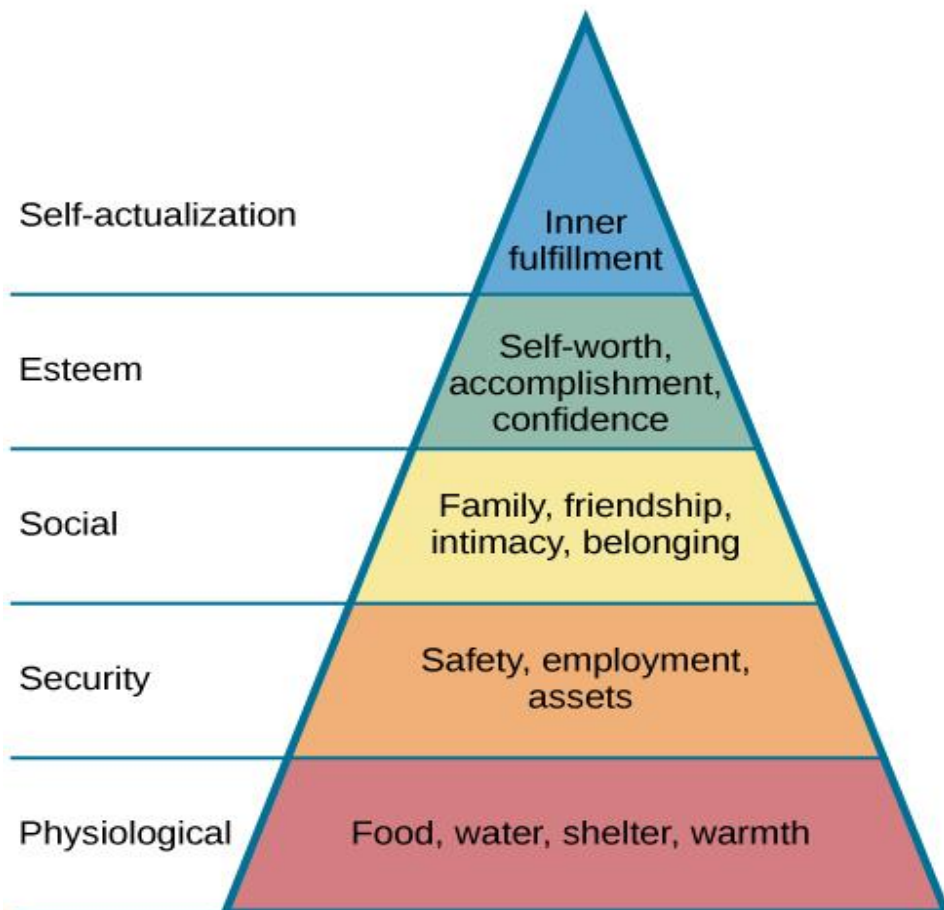 Self-actualization
Inner
fulfillment
Esteem
Self-worth,
accomplishment,
confidence
Social
Family, friendship,
intimacy, belonging
Security
Safety, employment,
assets
Physiological
Food, water, shelter, warmth